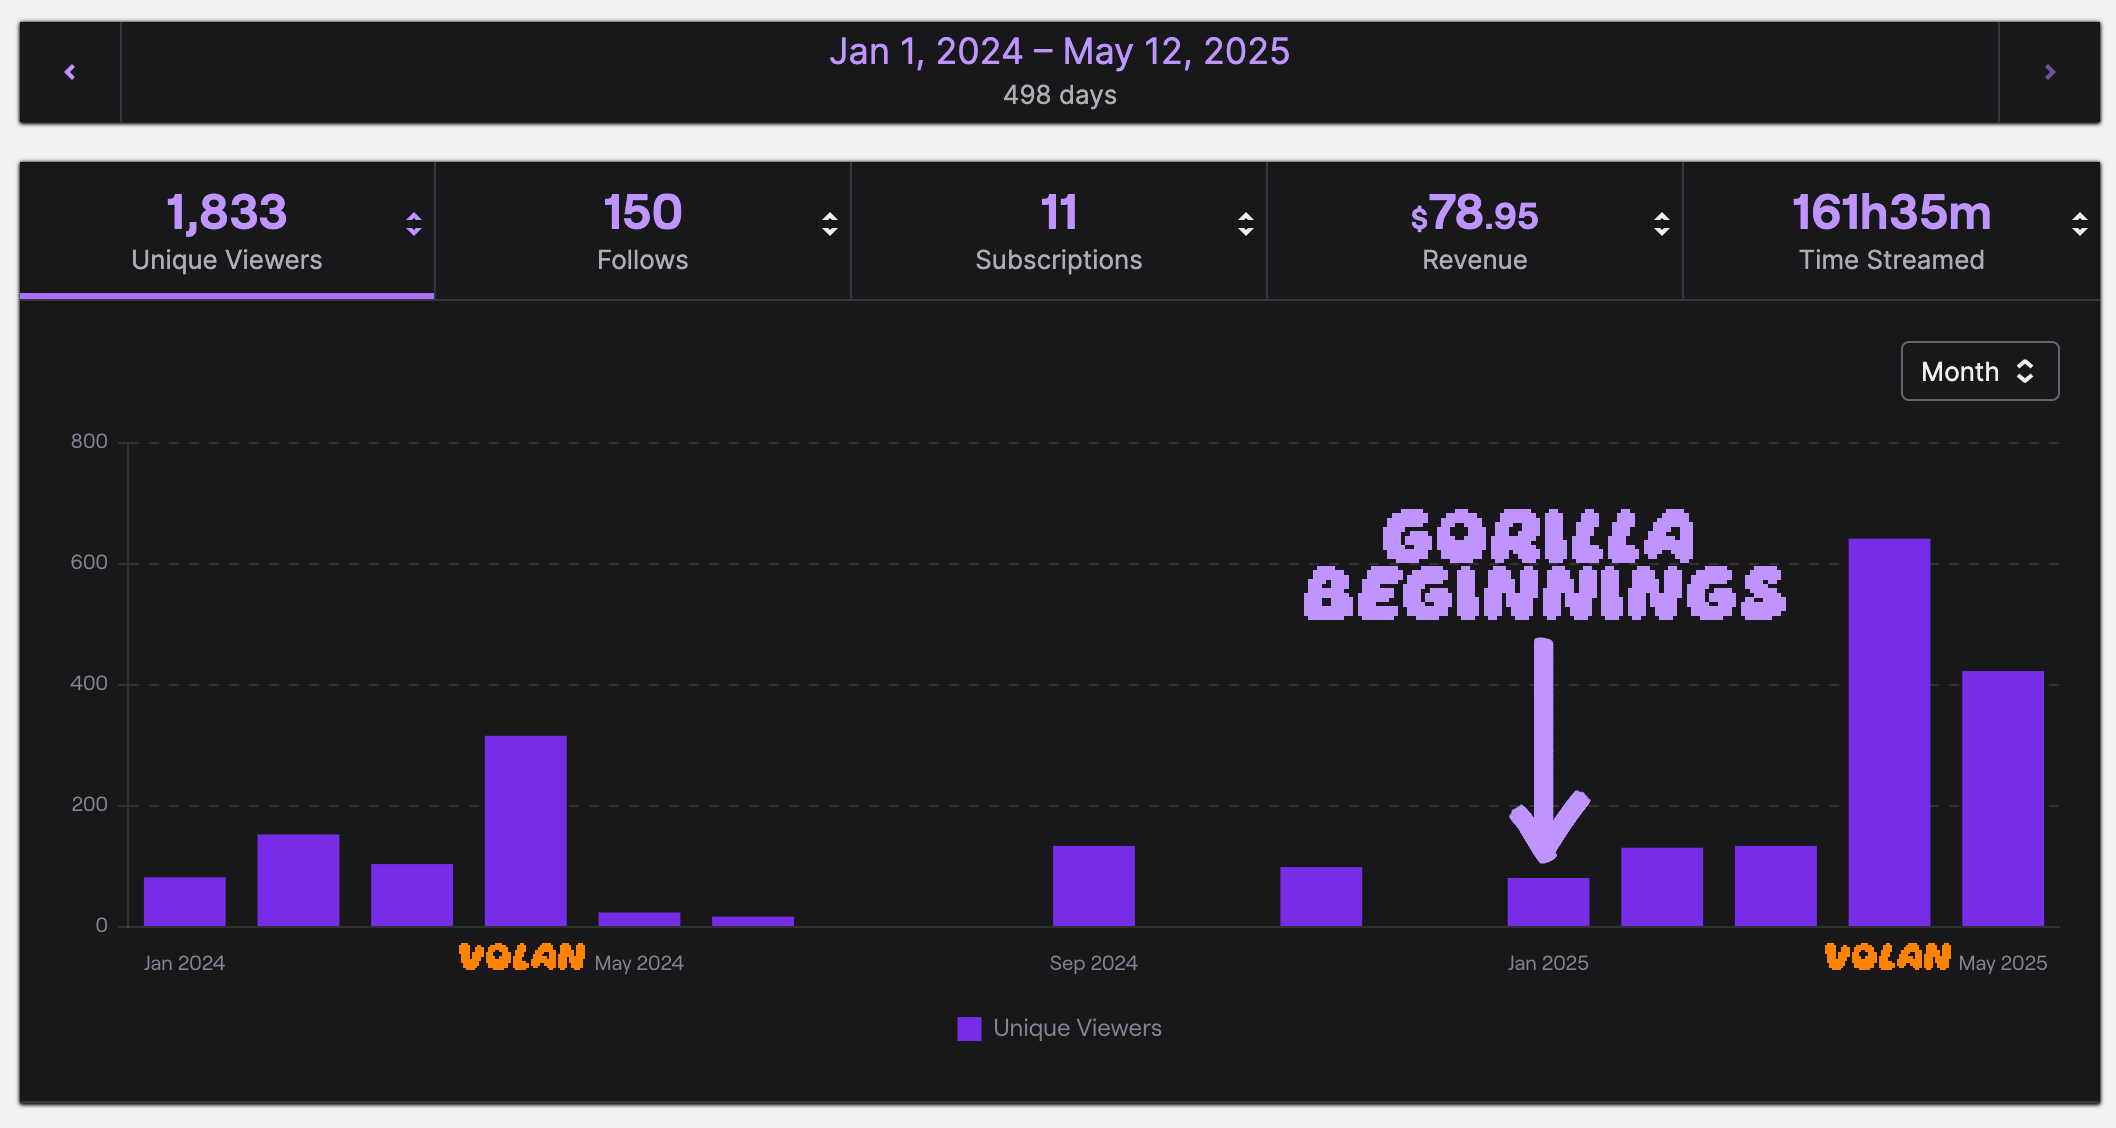 Jan 1, 2024 – May 12, 2025
498 days
1,833
Unique Viewers
150
Follows
11
Subscriptions
$78.95
Revenue
161h35m
Time Streamed
Month
800
600
400
200
0
GORILLA
BEGINNINGS
Jan 2024
VOLAN
May 2024
Sep 2024
Jan 2025
VOLAN
May 2025
Unique Viewers